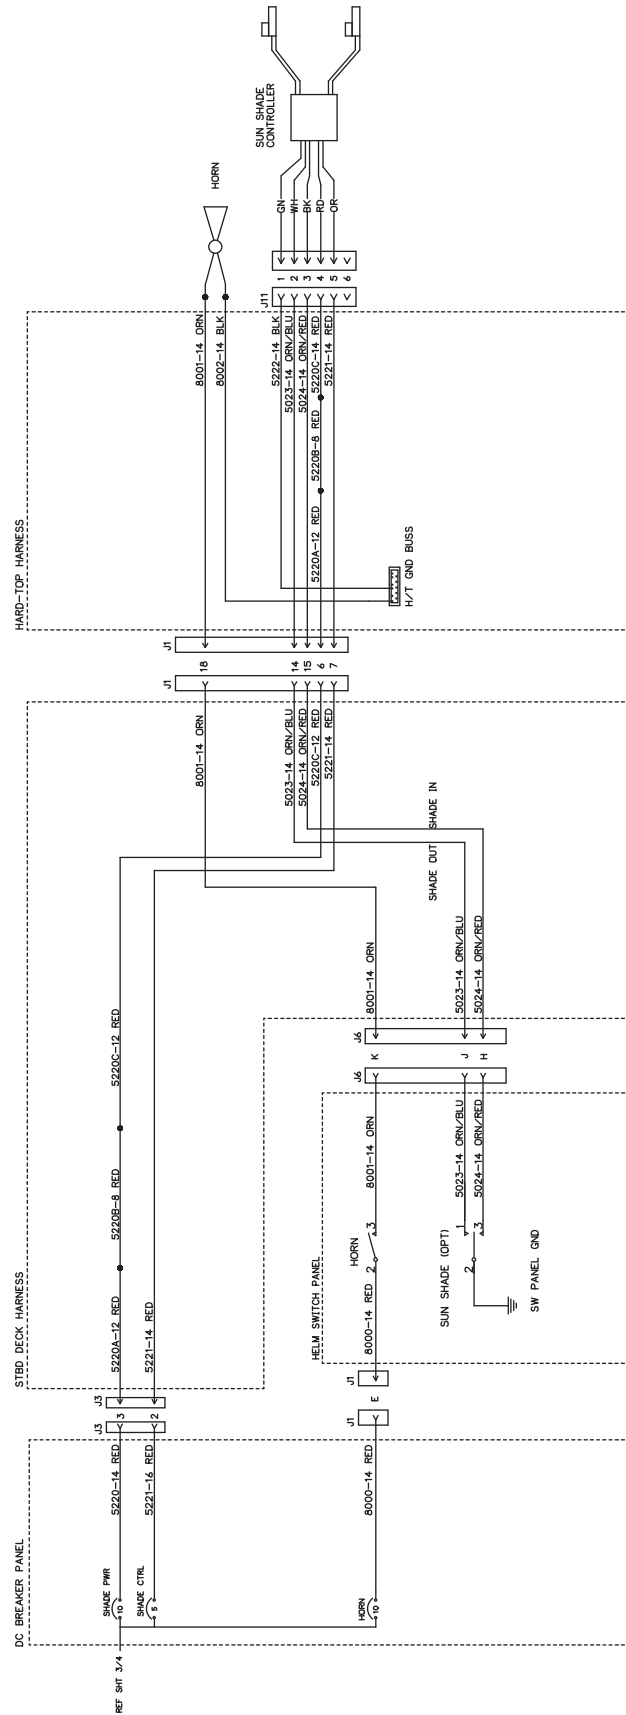 DC BREAKER PANEL
REF SHT 3/4
SHADE PWR
10
SHADE CTRL
5
HORN
10
5220-14 RED
5221-16 RED
8000-14 RED
J3
3
2
J3
J1
E
J1
STBD DECK HARNESS
5220A-12 RED
5220B-8 RED
5220C-12 RED
5221-14 RED
HELM SWITCH PANEL
8000-14 RED
HORN
2
3
8001-14 ORN
SUN SHADE (OPT)
2
1
3
5023-14 ORN/BLU
5024-14 ORN/RED
SW PANEL GND
J6
K
J
H
J6
8001-14 ORN
5023-14 ORN/BLU
5024-14 ORN/RED
SHADE OUT
SHADE IN
8001-14 ORN
5023-14 ORN/BLU
5024-14 ORN/RED
5220C-12 RED
5221-14 RED
J1
18
14
15
6
7
J1
HARD-TOP HARNESS
H/T GND BUSS
5220A-12 RED
5220B-8 RED
8001-14 ORN
8002-14 BLK
5222-14 BLK
5023-14 ORN/BLU
5024-14 ORN/RED
5220C-14 RED
5221-14 RED
J11
1
2
3
4
5
6
GN
WH
BK
RD
OR
HORN
SUN SHADE
CONTROLLER